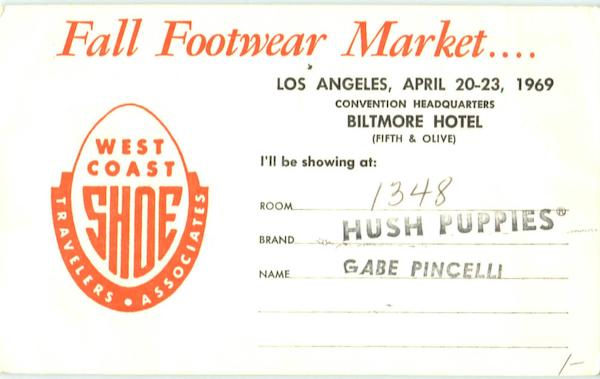 Fall Footwear Market....
LOS ANGELES, APRIL 20-23, 1969
CONVENTION HEADQUARTERS
BILTMORE HOTEL
(FIFTH & OLIVE)
WEST
COAST
SHOE
TRAVELERS • ASSOCIATES
I'll be showing at:
ROOM 1348
BRAND HUSH PUPPIES®
NAME GABE PINCELLI
1/-